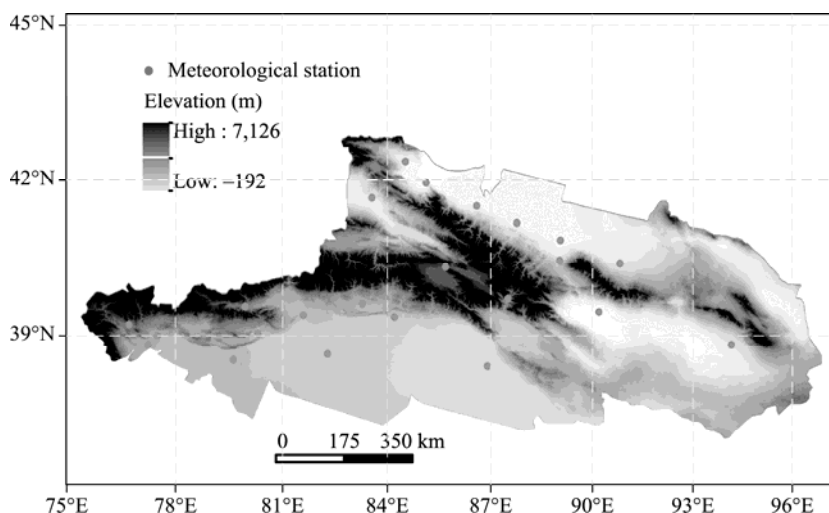 45°N
Meteorological station
Elevation (m)
High : 7,126
Low: –192
42°N
39°N
0 175 350 km
75°E 78°E 81°E 84°E 87°E 90°E 93°E 96°E